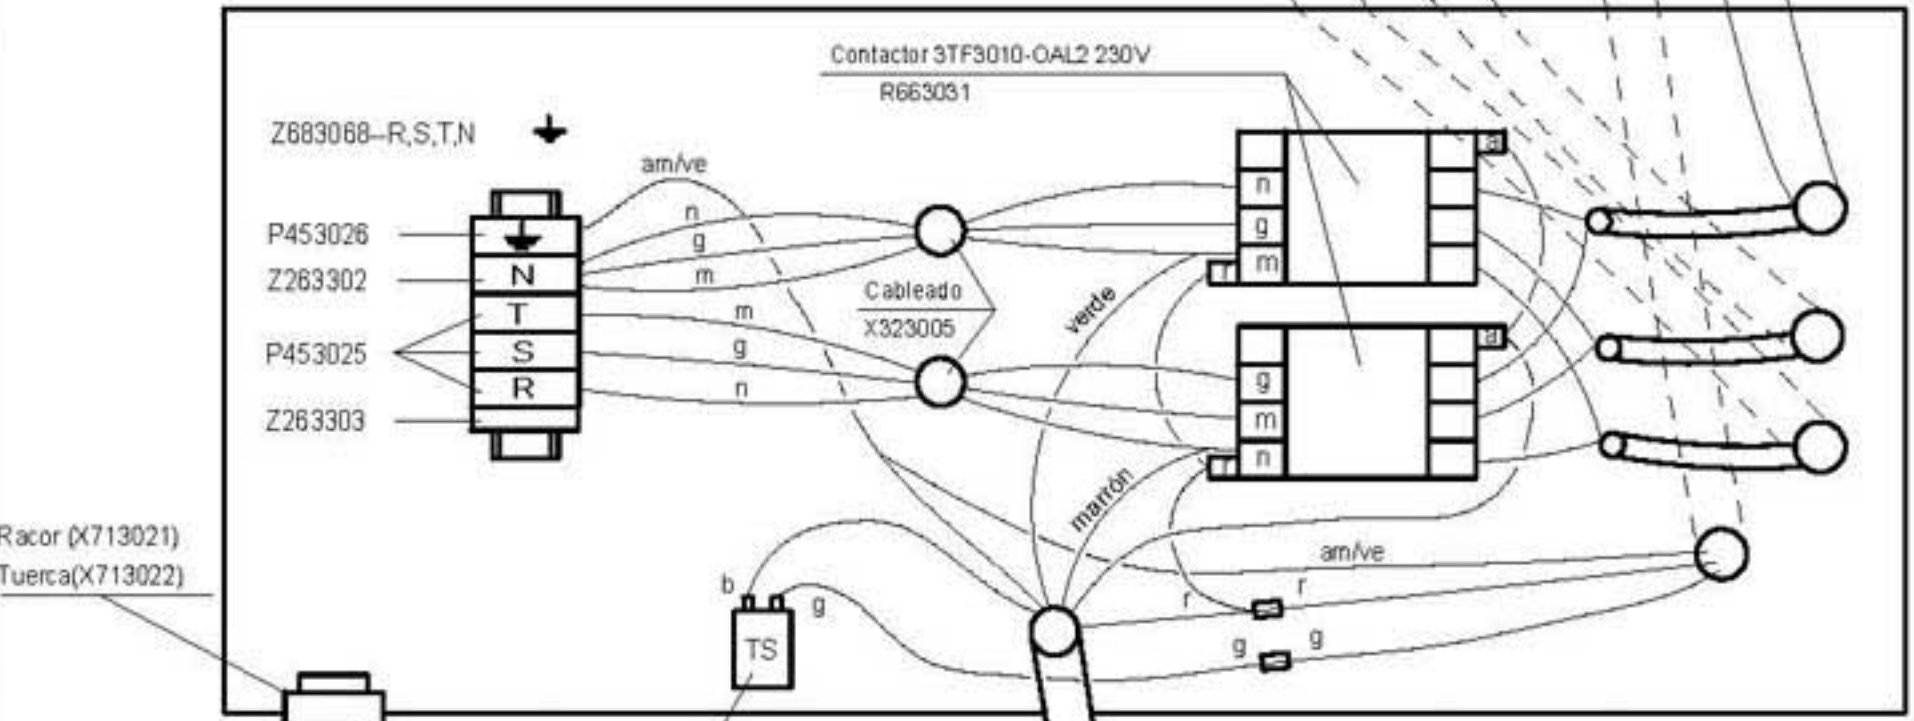 Contactor 3TF3010-OAL2 230V
R663031
Z683068-R,S,T,N
am/ve
P453026
n
g
m
Z263302
N
T
m
P453025
S
g
R
n
Z263303
Cableado
X323005
verde
marrón
a
n
g
m
r
a
g
m
n
r
Racor (X713021)
Tuerca(X713022)
b
g
TS
am/ve
r
r
g
g